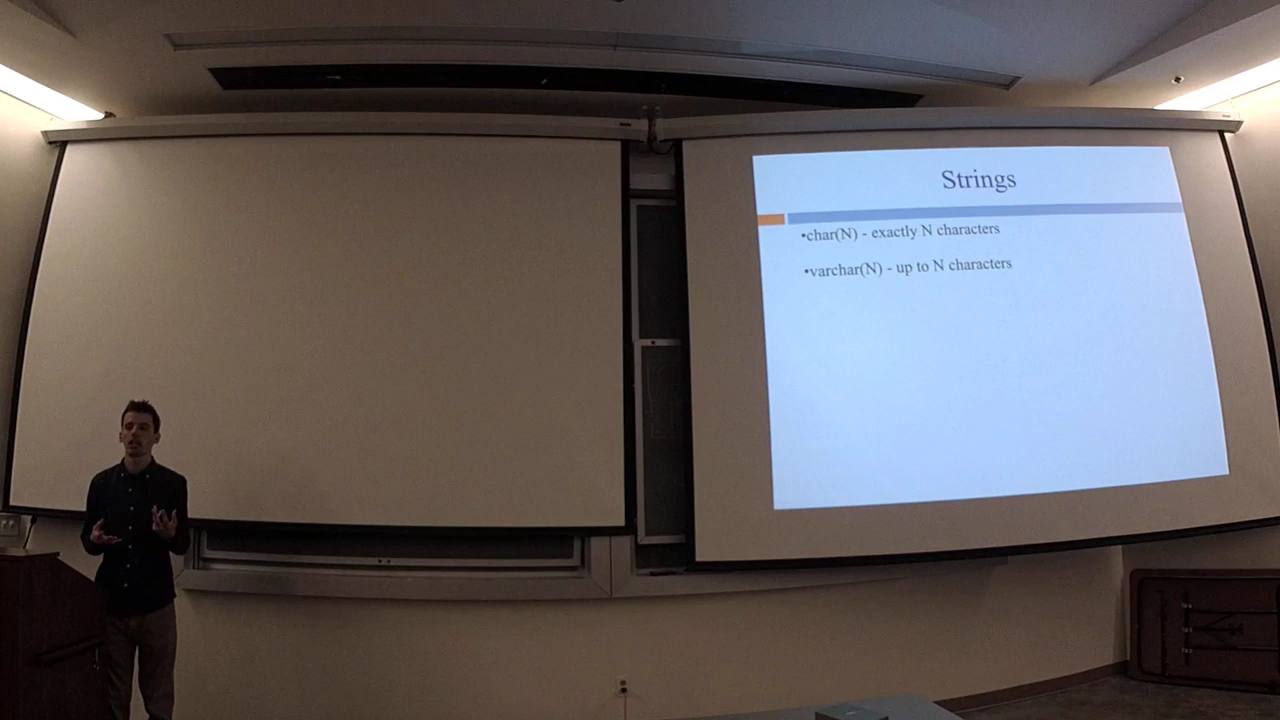 Strings
•char(N) - exactly N characters
•varchar(N) - up to N characters